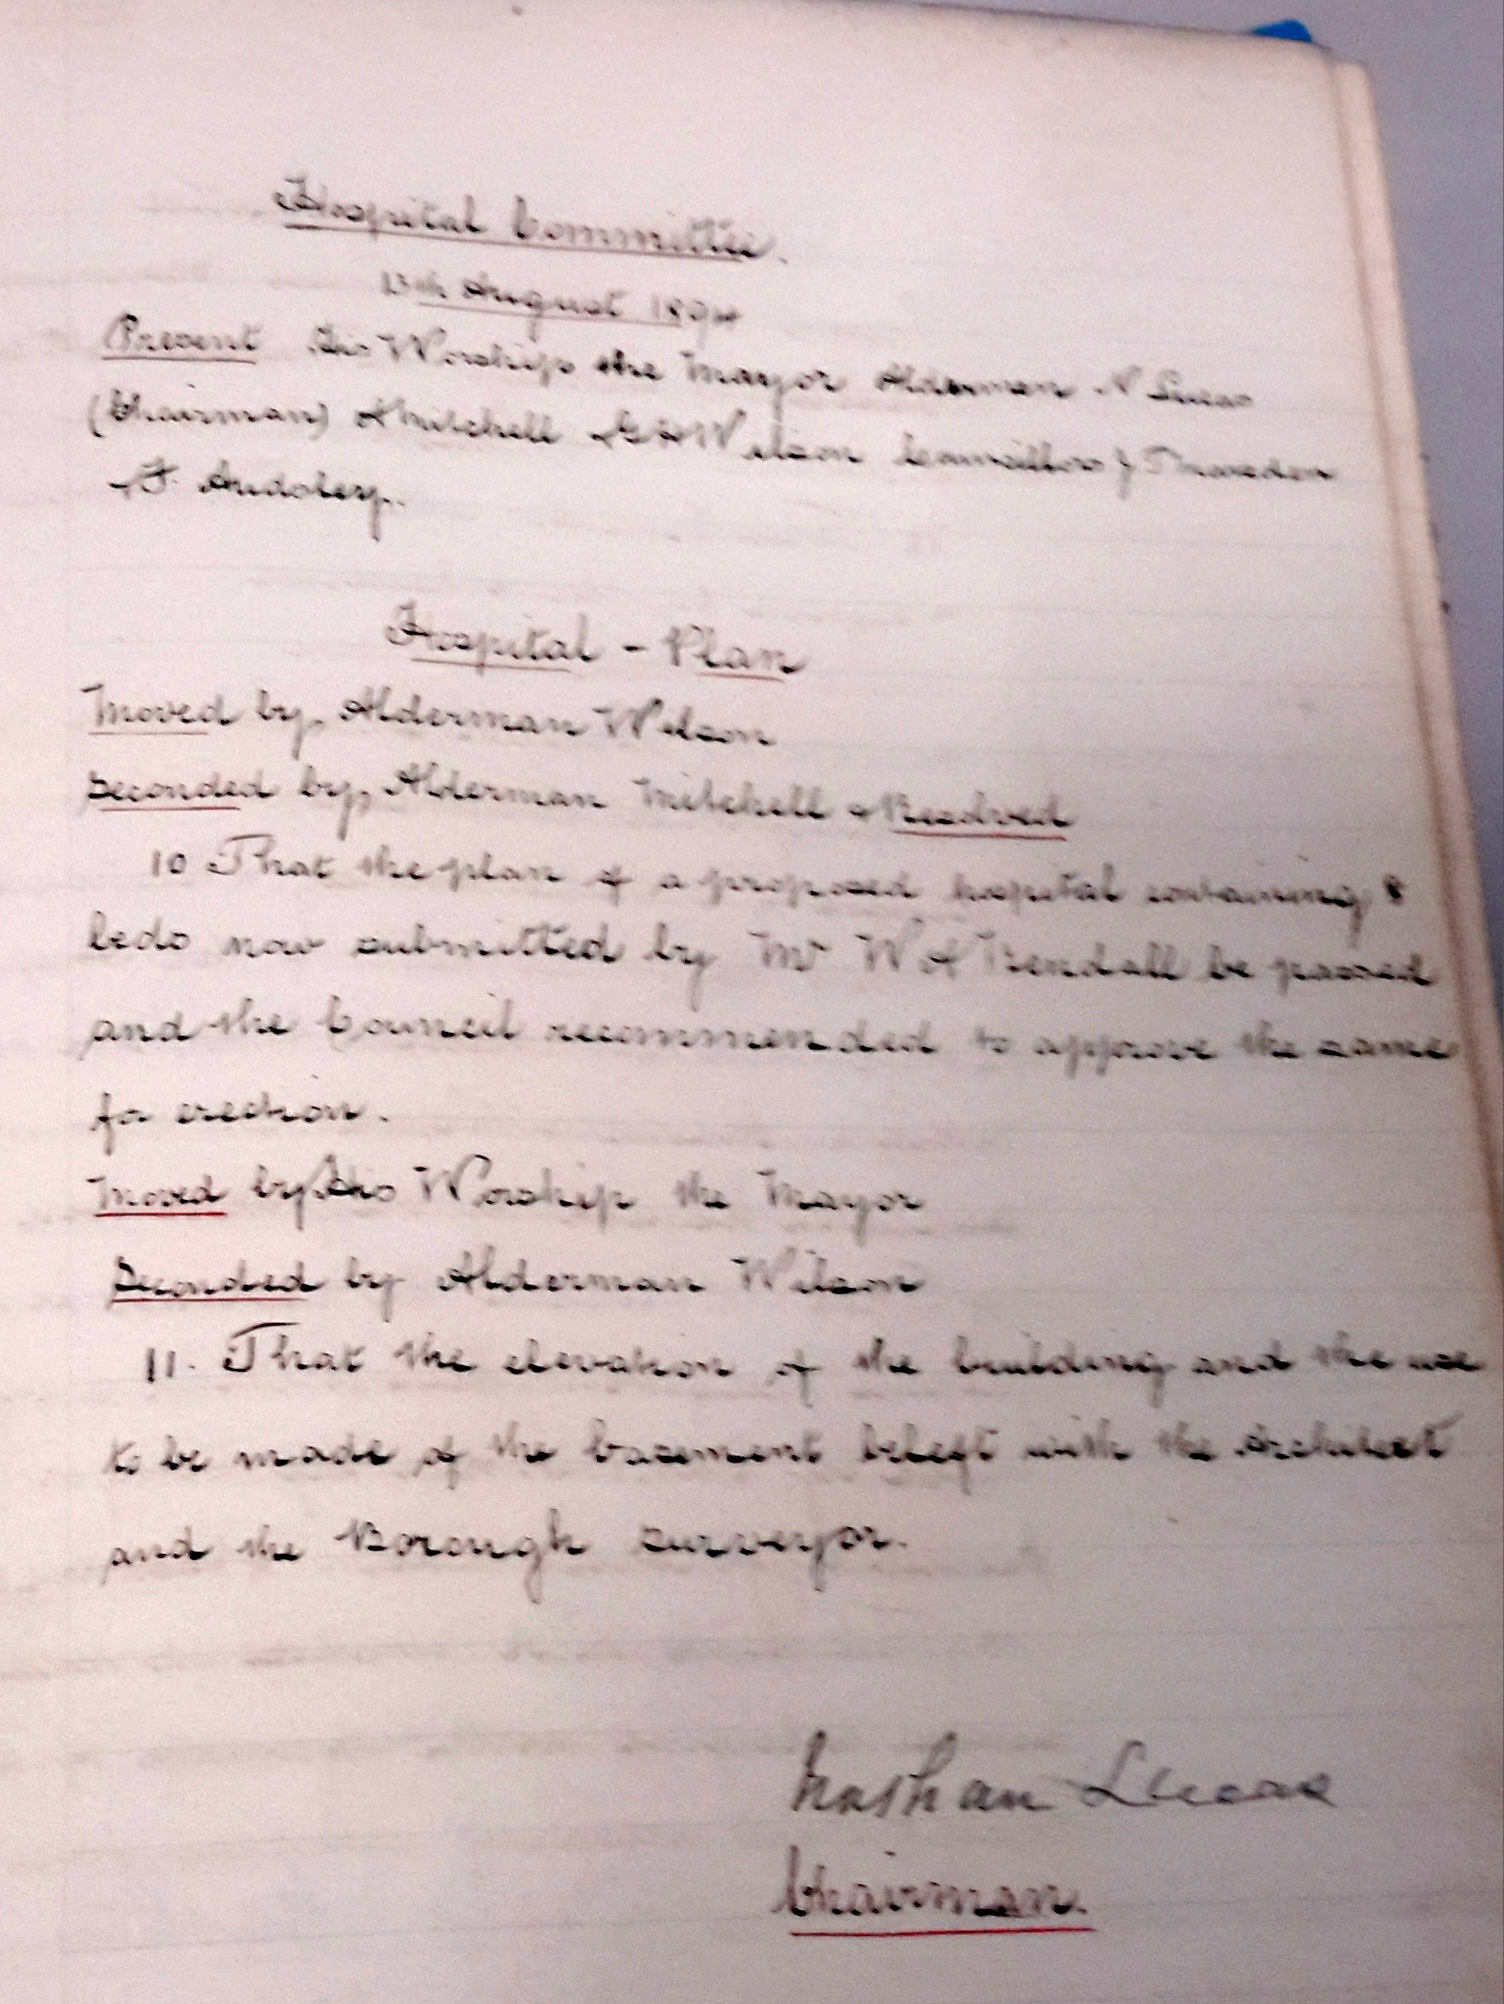 Hospital Committee.
13th August 1894
Present His Worship the Mayor Aldermen N Lucas
(Chairman) A Mitchell & G H Wilson Councillors J
& F.
Hospital - Plan
Moved by Alderman Wilson
Seconded by Alderman Mitchell & Resolved
10 That the plan of a proposed hospital containing 8
beds now submitted by Mr W A Kendall be passed
and the Council recommended to approve the same
for erection.
Moved by His Worship the Mayor
Seconded by Alderman Wilson
11. That the elevation of the building and the use
to be made of the basement be left with the Architect
and the Borough Surveyor.
Nathan Lucas
Chairman.